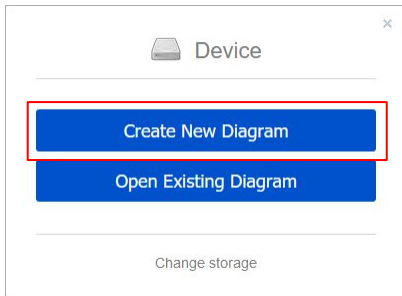 Device
Create New Diagram
Open Existing Diagram
Change storage